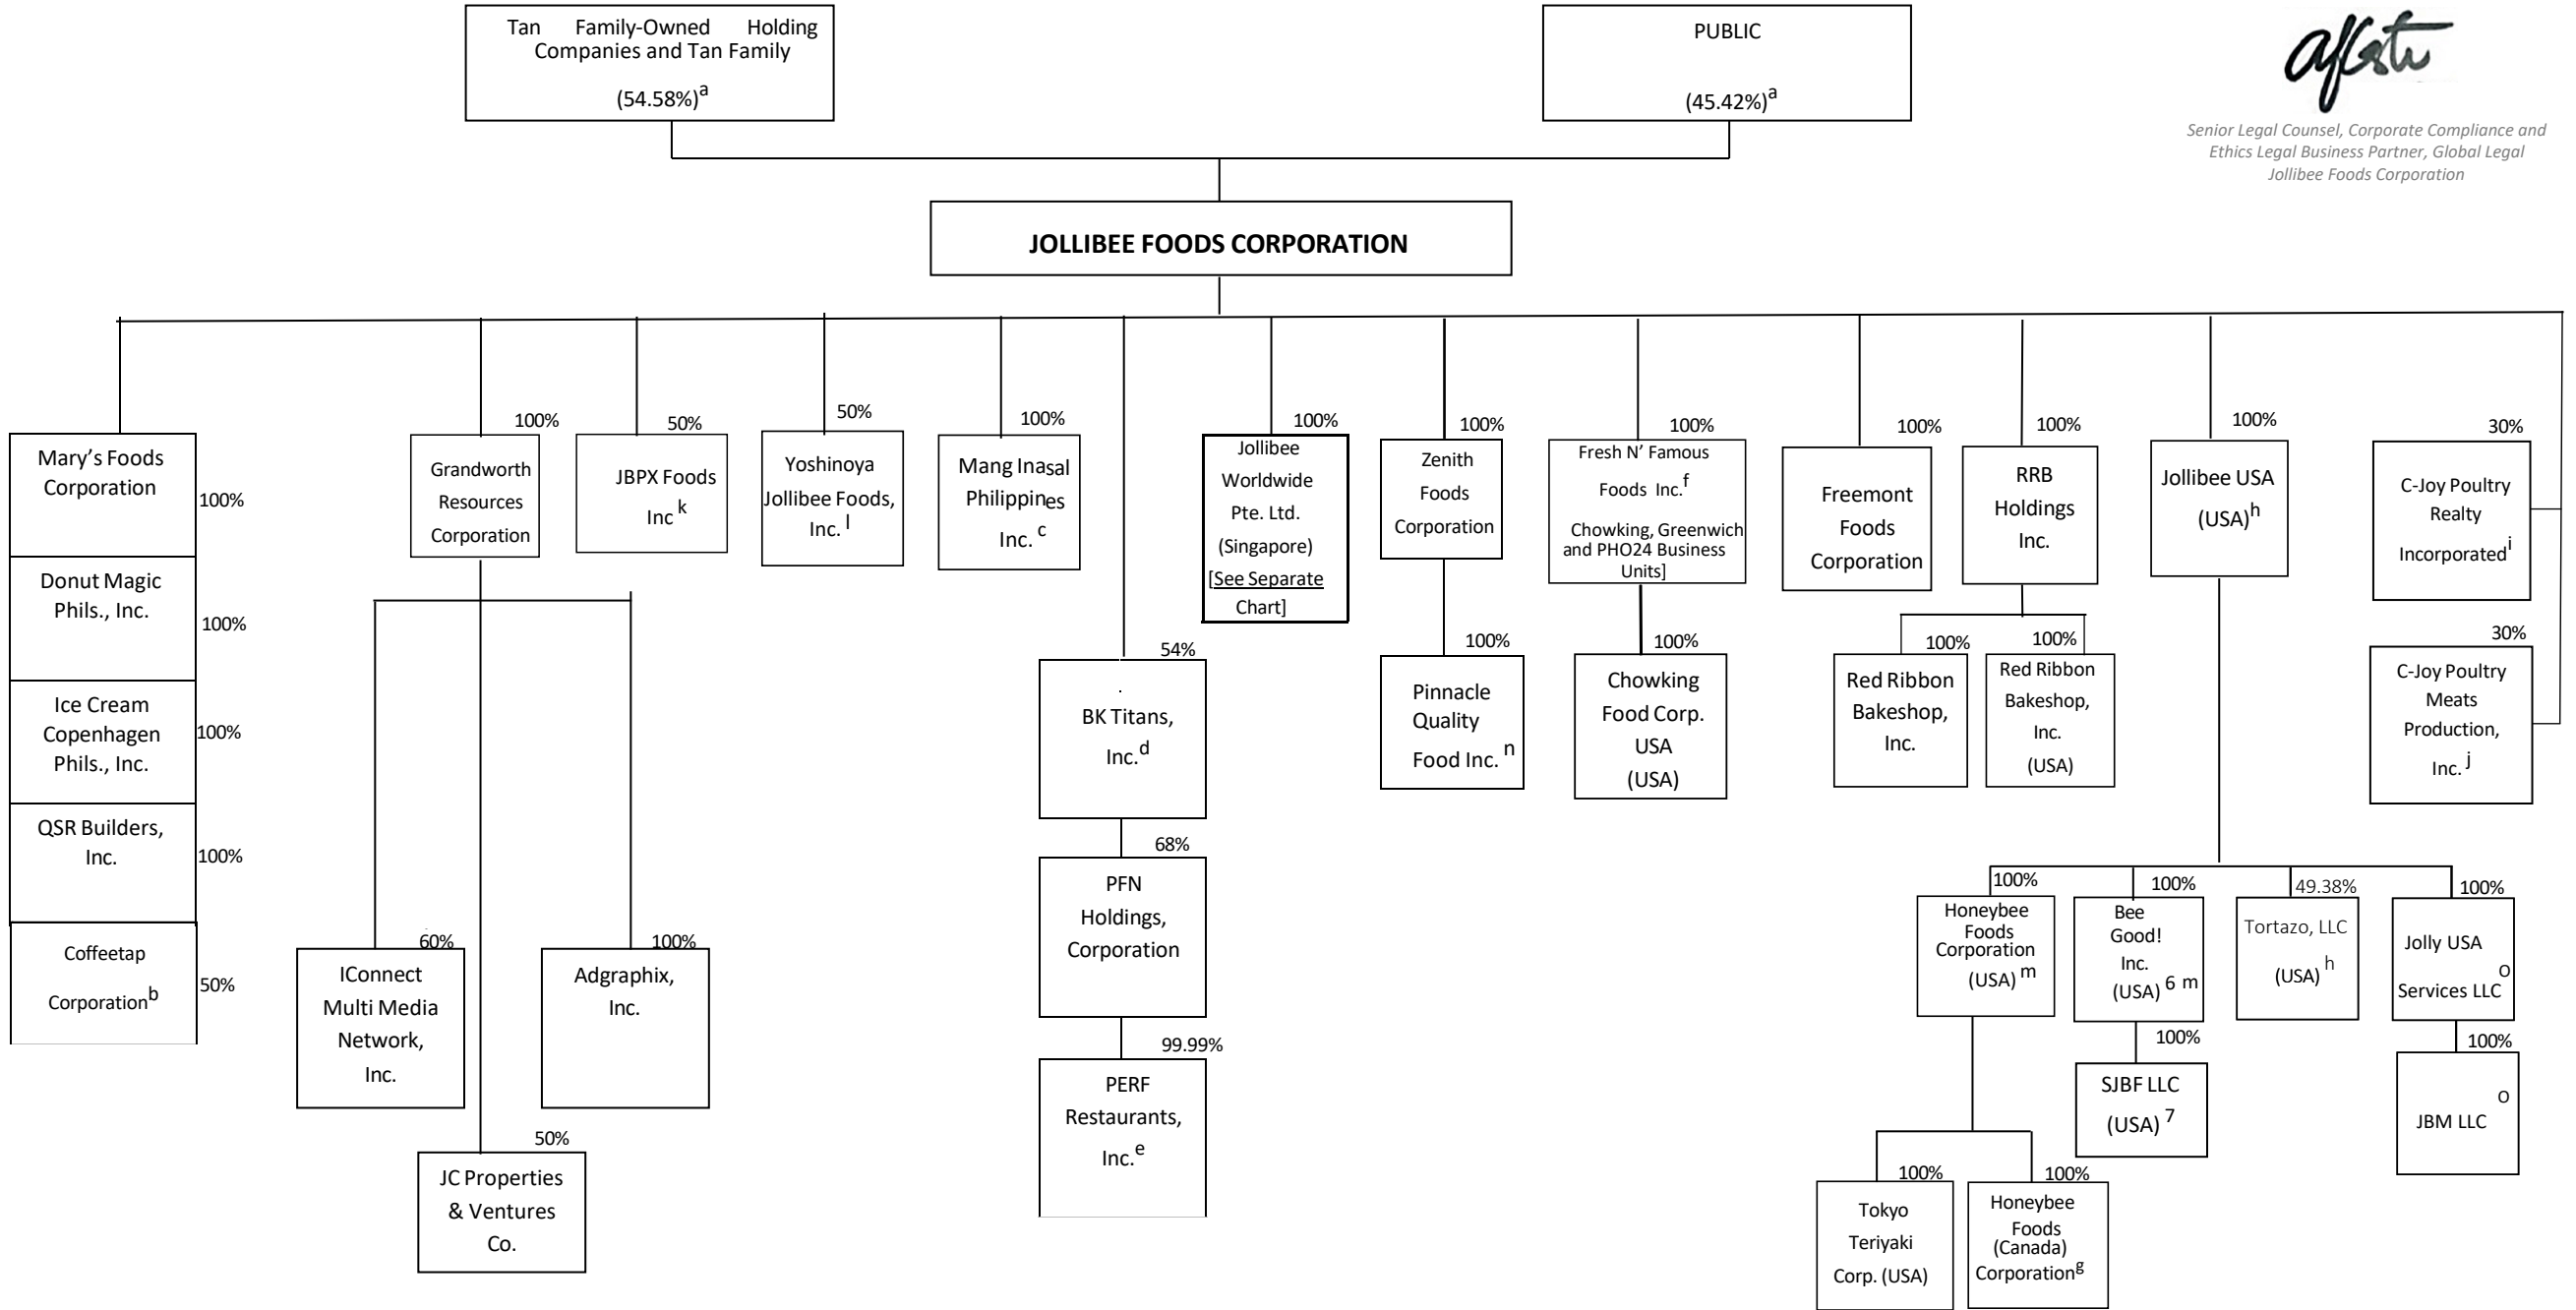 Tan Family-Owned Holding
Companies and Tan Family
(54.58%)a
PUBLIC
(45.42%)a
Senior Legal Counsel, Corporate Compliance and
Ethics Legal Business Partner, Global Legal
Jollibee Foods Corporation
JOLLIBEE FOODS CORPORATION
Mary's Foods
Corporation
100%
Donut Magic
Phils., Inc.
100%
Ice Cream
Copenhagen
Phils., Inc.
100%
QSR Builders,
Inc.
100%
Coffeetap
Corporationb
50%
100%
Grandworth
Resources
Corporation
60%
IConnect
Multi Media
Network,
Inc.
100%
Adgraphix,
Inc.
50%
JC Properties
& Ventures
Co.
50%
JBPX Foods
Inc k
50%
Yoshinoya
Jollibee Foods,
Inc. l
100%
Mang Inasal
Philippines
Inc. c
54%
.
BK Titans,
Inc. d
68%
PFN
Holdings,
Corporation
99.99%
PERF
Restaurants,
Inc.e
100%
Jollibee
Worldwide
Pte. Ltd.
(Singapore)
[See Separate
Chart]
100%
Zenith
Foods
Corporation
100%
Pinnacle
Quality
Food Inc. n
100%
Fresh N' Famous
Foods Inc.f
Chowking, Greenwich
and PHO24 Business
Units]
100%
Chowking
Food Corp.
USA
(USA)
100%
Freemont
Foods
Corporation
100%
RRB
Holdings
Inc.
100%
Red Ribbon
Bakeshop,
Inc.
100%
Red Ribbon
Bakeshop,
Inc.
(USA)
100%
Jollibee USA
(USA)h
100%
Honeybee
Foods
Corporation
(USA) m
100%
Tokyo
Teriyaki
Corp. (USA)
100%
Honeybee
Foods
(Canada)
Corporationg
100%
Bee
Good!
Inc.
(USA) 6 m
100%
SJBF LLC
(USA) 7
49.38%
Tortazo, LLC
(USA) h
100%
Jolly USA
Services LLC o
100%
JBM LLC o
30%
C-Joy Poultry
Realty
Incorporatedi
30%
C-Joy Poultry
Meats
Production,
Inc. j